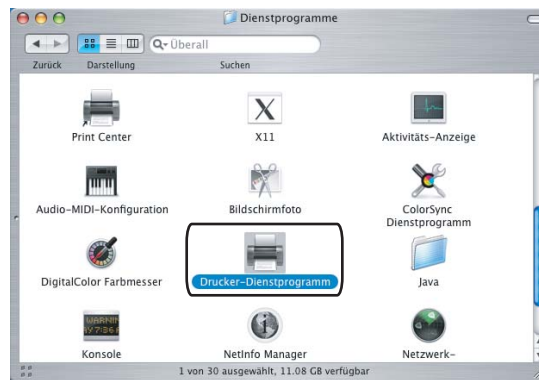 Dienstprogramme
Überall
Zurück Darstellung Suchen
Print Center X11 Aktivitäts-Anzeige
Audio-MIDI-Konfiguration Bildschirmfoto ColorSync
Dienstprogramm
DigitalColor Farbmesser Drucker-Dienstprogramm Java
Konsole NetInfo Manager Netzwerk-
1 von 30 ausgewählt, 11.08 GB verfügbar